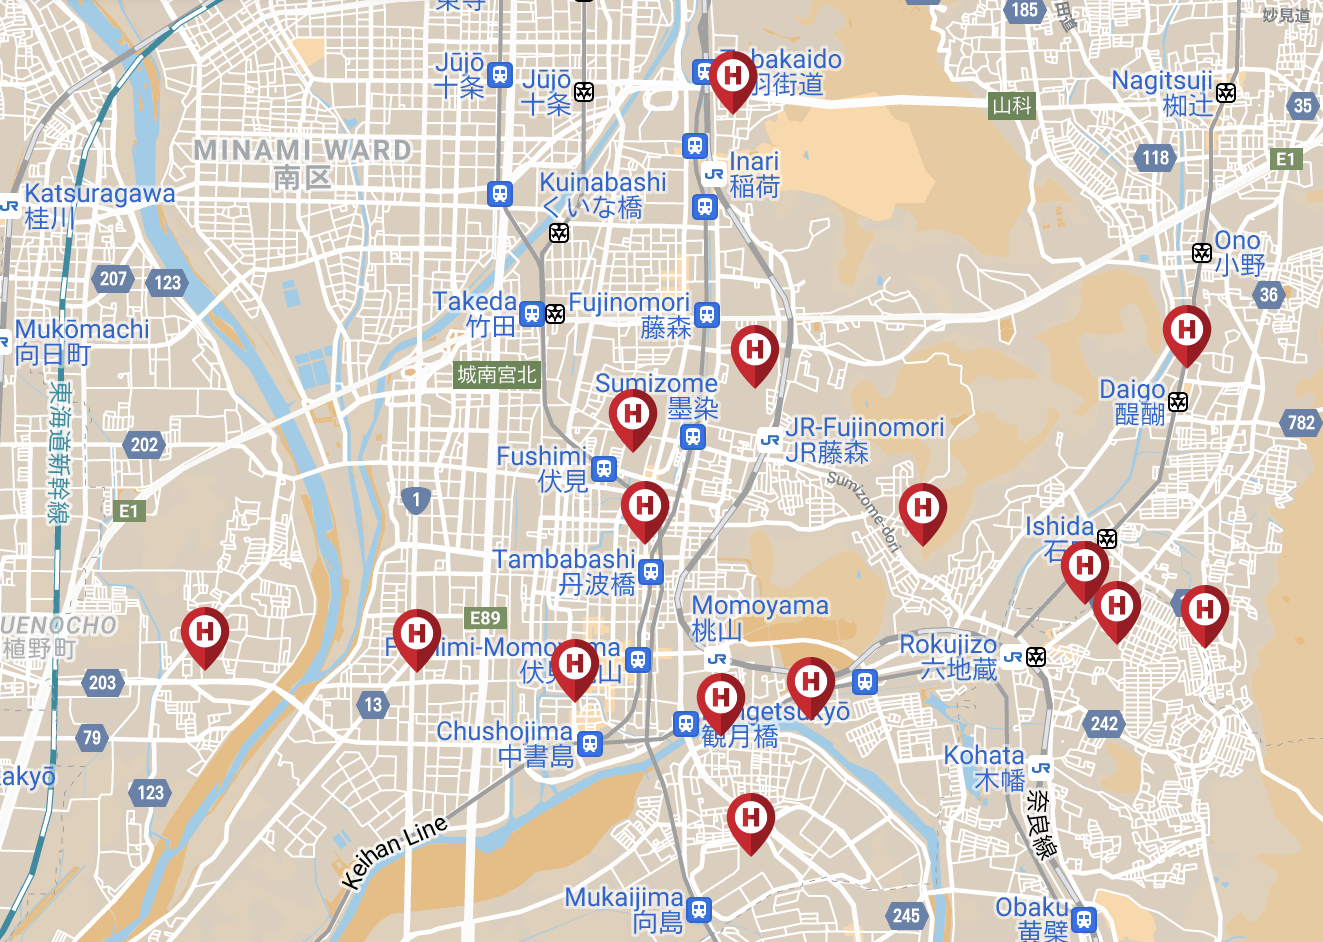 東寺
185
田道
妙見道
Jūjō
十条
Jūjō
十条
bakaido
羽街道
Nagitsuji
椥辻
35
山科
118
E1
MINAMI WARD
南区
Inari
稲荷
Katsuragawa
桂川
Kuinabashi
くいな橋
Ono
小野
207
123
36
Takeda
竹田
Fujinomori
藤森
Mukōmachi
向日町
東海道新幹線
城南宮北
Sumizome
墨染
Daigo
醍醐
782
202
JR-Fujinomori
JR藤森
Fushimi
伏見
Sumizome-dori
1
E1
Ishida
石
Tambabashi
丹波橋
UENOCHO
植野町
E89
Momoyama
桃山
Fushimi-Momoyama
伏見桃山
Rokujizo
六地蔵
203
13
79
getsukyō
観月橋
242
Chushojima
中書島
Kohata
木幡
akyō
123
奈良線
Keihan Line
Mukaijima
向島
245
Obaku
黄檗